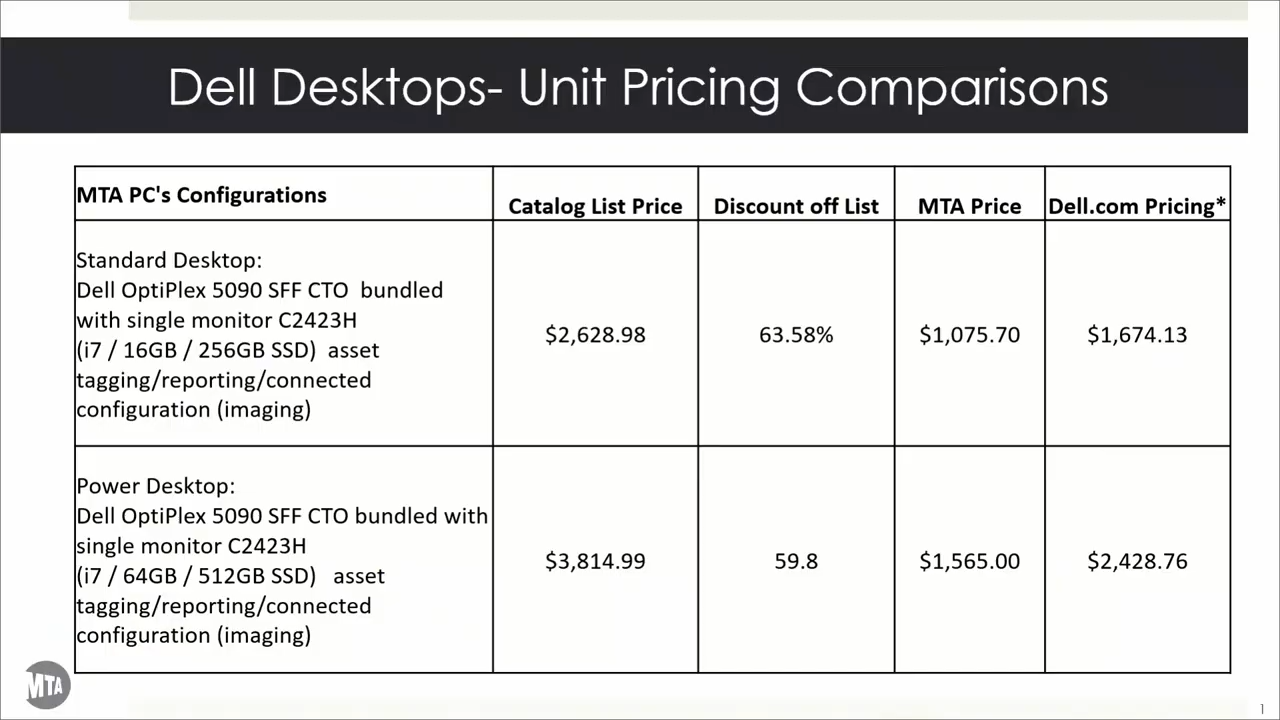 Dell Desktops- Unit Pricing Comparisons
MTA PC's Configurations
Catalog List Price
Discount off List
MTA Price
Dell.com Pricing*
Standard Desktop:
Dell OptiPlex 5090 SFF CTO  bundled
with single monitor C2423H
(i7 / 16GB / 256GB SSD)  asset
tagging/reporting/connected
configuration (imaging)
$2,628.98
63.58%
$1,075.70
$1,674.13
Power Desktop:
Dell OptiPlex 5090 SFF CTO bundled with
single monitor C2423H
(i7 / 64GB / 512GB SSD)   asset
tagging/reporting/connected
configuration (imaging)
$3,814.99
59.8
$1,565.00
$2,428.76
MTA
1